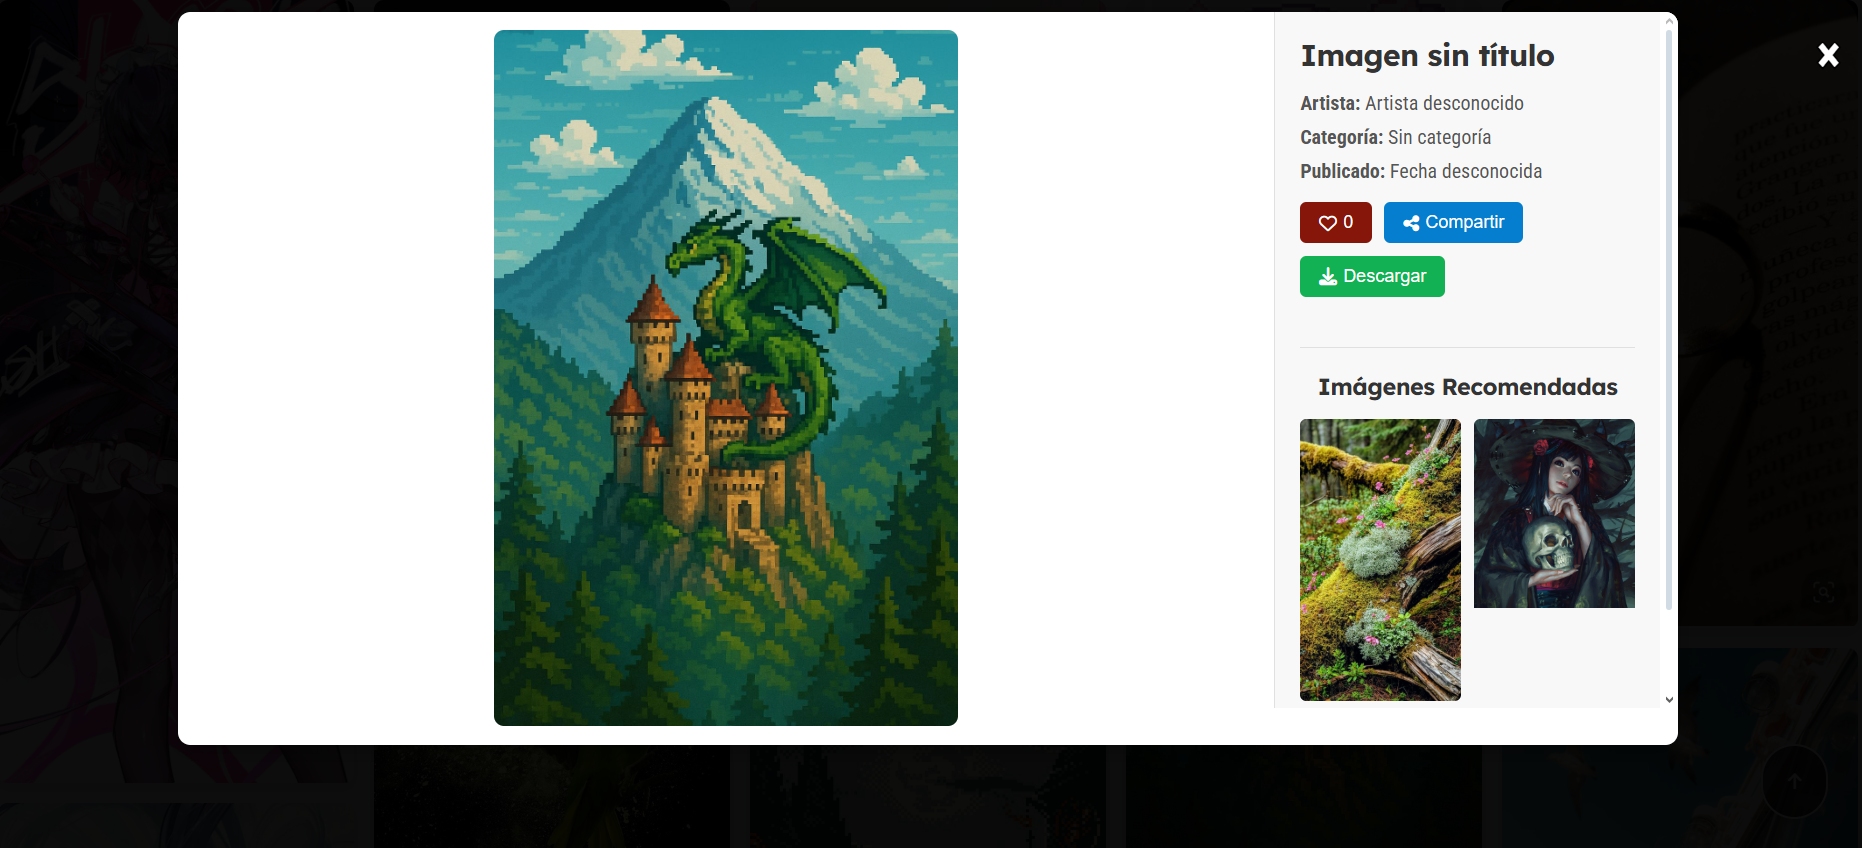 Imagen sin título
Artista: Artista desconocido
Categoría: Sin categoría
Publicado: Fecha desconocida
0
Compartir
Descargar
Imágenes Recomendadas